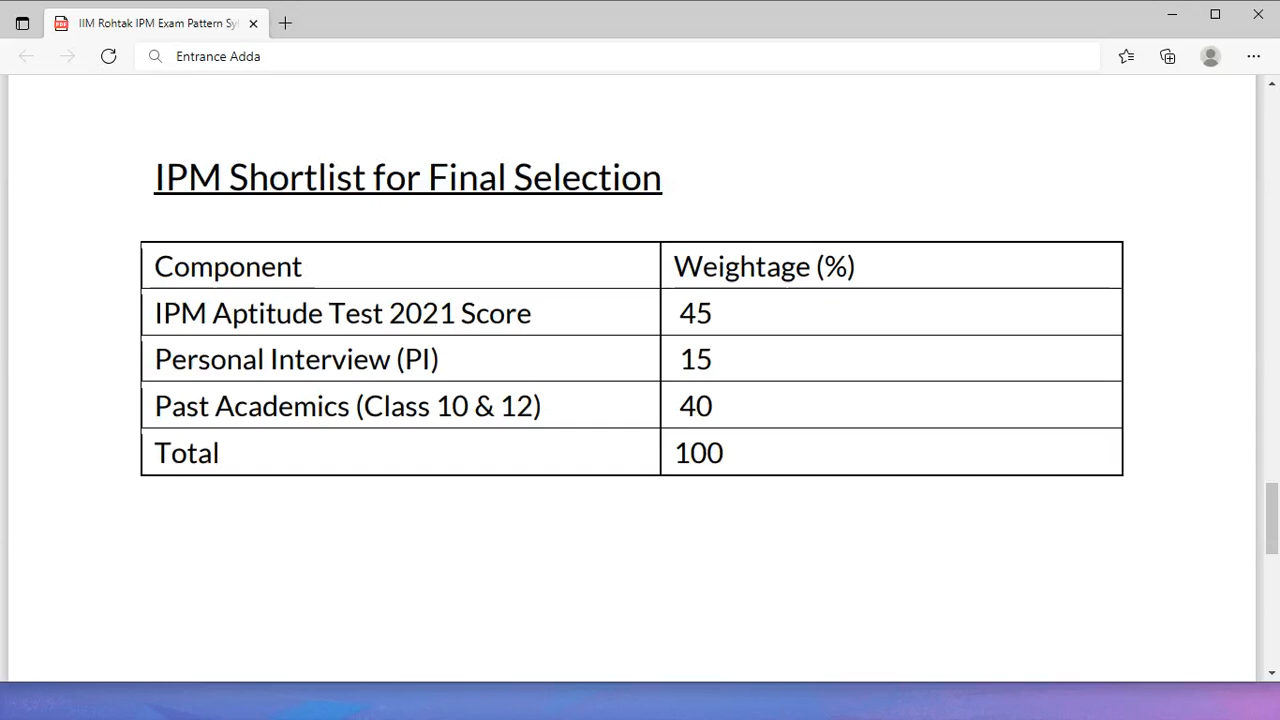 IIM Rohtak IPM Exam Pattern Syl
Entrance Adda
IPM Shortlist for Final Selection
Component Weightage (%)
IPM Aptitude Test 2021 Score 45
Personal Interview (PI) 15
Past Academics (Class 10 & 12) 40
Total 100